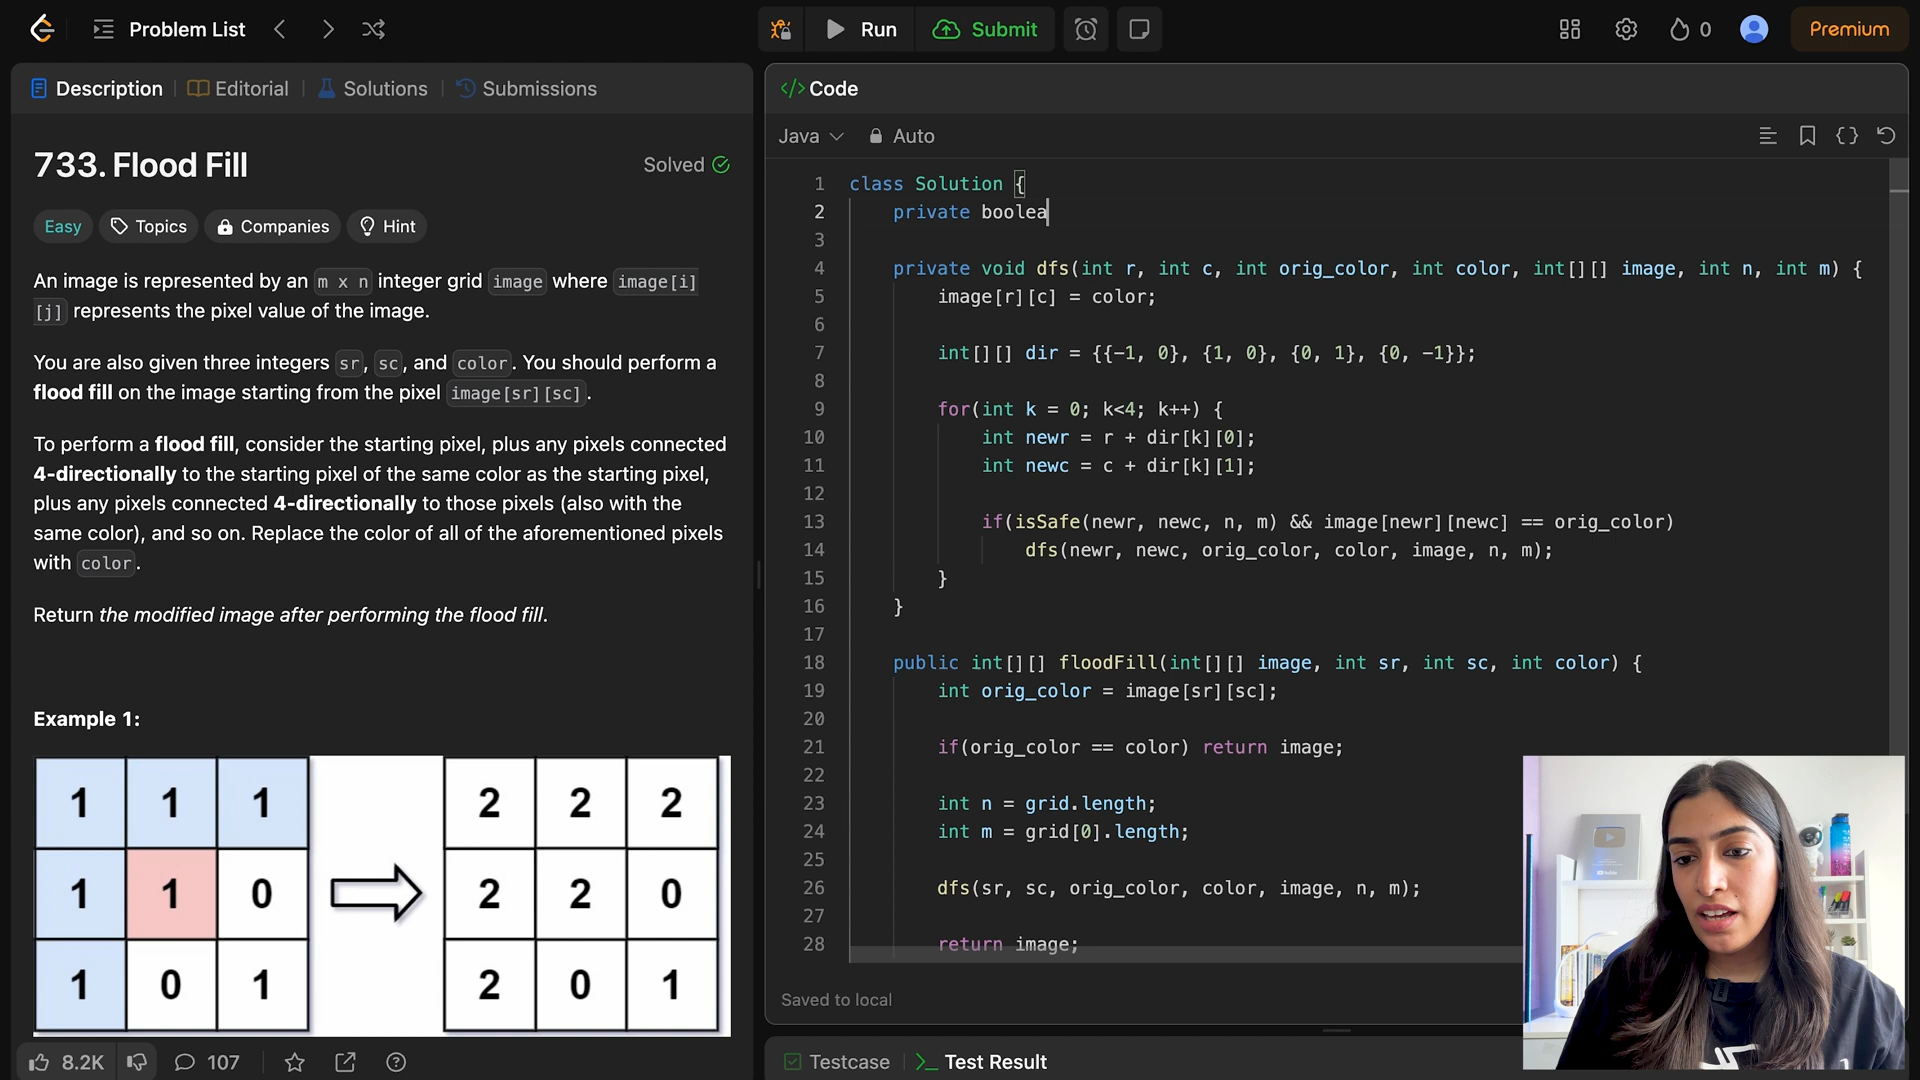 Problem List
Run
Submit
0
Premium
Description
Editorial
Solutions
Submissions
733. Flood Fill
Solved
Easy
Topics
Companies
Hint
An image is represented by an m x n integer grid image where image[i]
[j] represents the pixel value of the image.
You are also given three integers sr, sc, and color. You should perform a
flood fill on the image starting from the pixel image[sr][sc].
To perform a flood fill, consider the starting pixel, plus any pixels connected
4-directionally to the starting pixel of the same color as the starting pixel,
plus any pixels connected 4-directionally to those pixels (also with the
same color), and so on. Replace the color of all of the aforementioned pixels
with color.
Return the modified image after performing the flood fill.
Example 1:
1 1 1 2 2 2
1 1 0 2 2 0
1 0 1 2 0 1
8.2K
107
Code
Java
Auto
1 class Solution {
2 private boolea
3
4 private void dfs(int r, int c, int orig_color, int color, int[][] image, int n, int m) {
5 image[r][c] = color;
6
7 int[][] dir = {{-1, 0}, {1, 0}, {0, 1}, {0, -1}};
8
9 for(int k = 0; k<4; k++) {
10 int newr = r + dir[k][0];
11 int newc = c + dir[k][1];
12
13 if(isSafe(newr, newc, n, m) && image[newr][newc] == orig_color)
14 dfs(newr, newc, orig_color, color, image, n, m);
15 }
16 }
17
18 public int[][] floodFill(int[][] image, int sr, int sc, int color) {
19 int orig_color = image[sr][sc];
20
21 if(orig_color == color) return image;
22
23 int n = grid.length;
24 int m = grid[0].length;
25
26 dfs(sr, sc, orig_color, color, image, n, m);
27
28 return image;
Saved to local
Testcase
Test Result